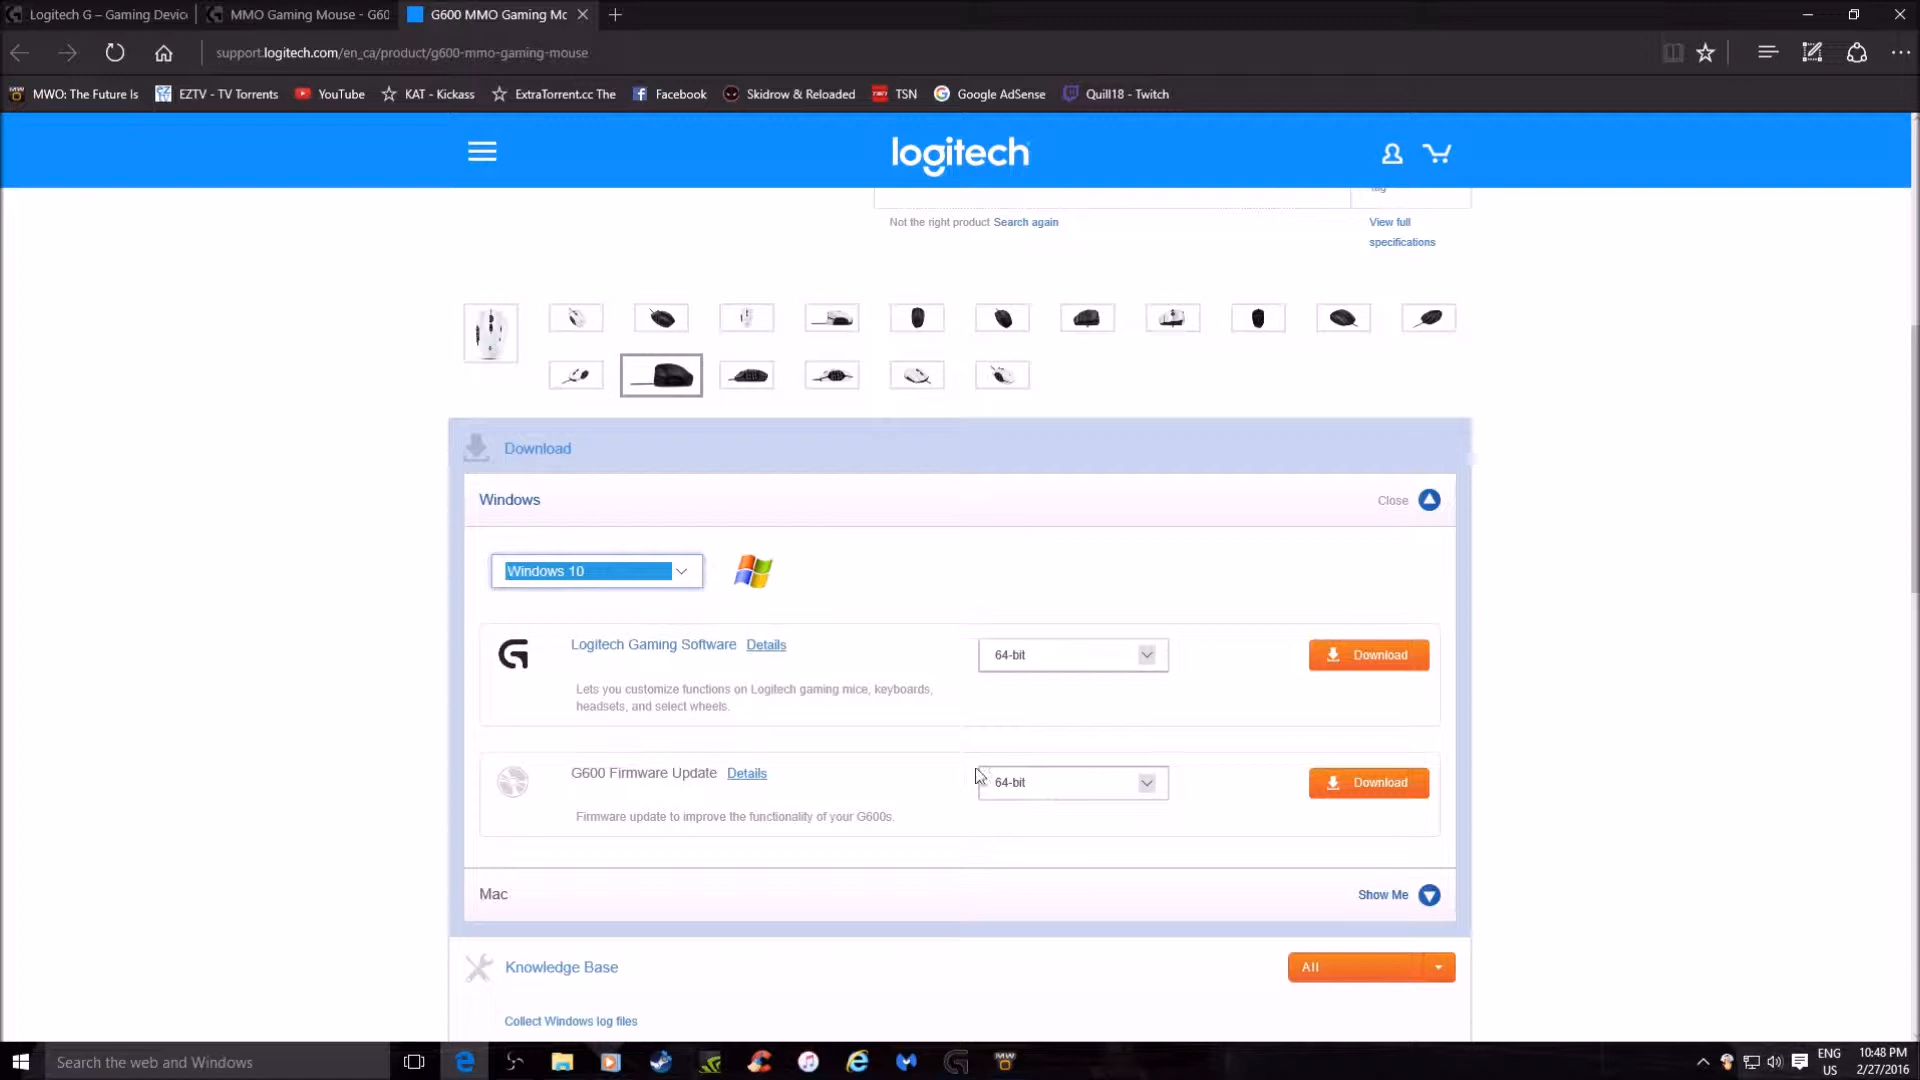 Logitech G – Gaming Devic
MMO Gaming Mouse - G60
G600 MMO Gaming Mo
support.logitech.com/en_ca/product/g600-mmo-gaming-mouse
MWO: The Future Is
EZTV - TV Torrents
YouTube
KAT - Kickass
ExtraTorrent.cc The
Facebook
Skidrow & Reloaded
TSN
Google AdSense
Quill18 - Twitch
logitech
Not the right product Search again
View full
specifications
Download
Windows
Close
Windows 10
Logitech Gaming Software Details
64-bit
Download
Lets you customize functions on Logitech gaming mice, keyboards,
headsets, and select wheels.
G600 Firmware Update Details
64-bit
Download
Firmware update to improve the functionality of your G600s.
Mac
Show Me
Knowledge Base
All
Collect Windows log files
Search the web and Windows
ENG
US
10:48 PM
2/27/2016